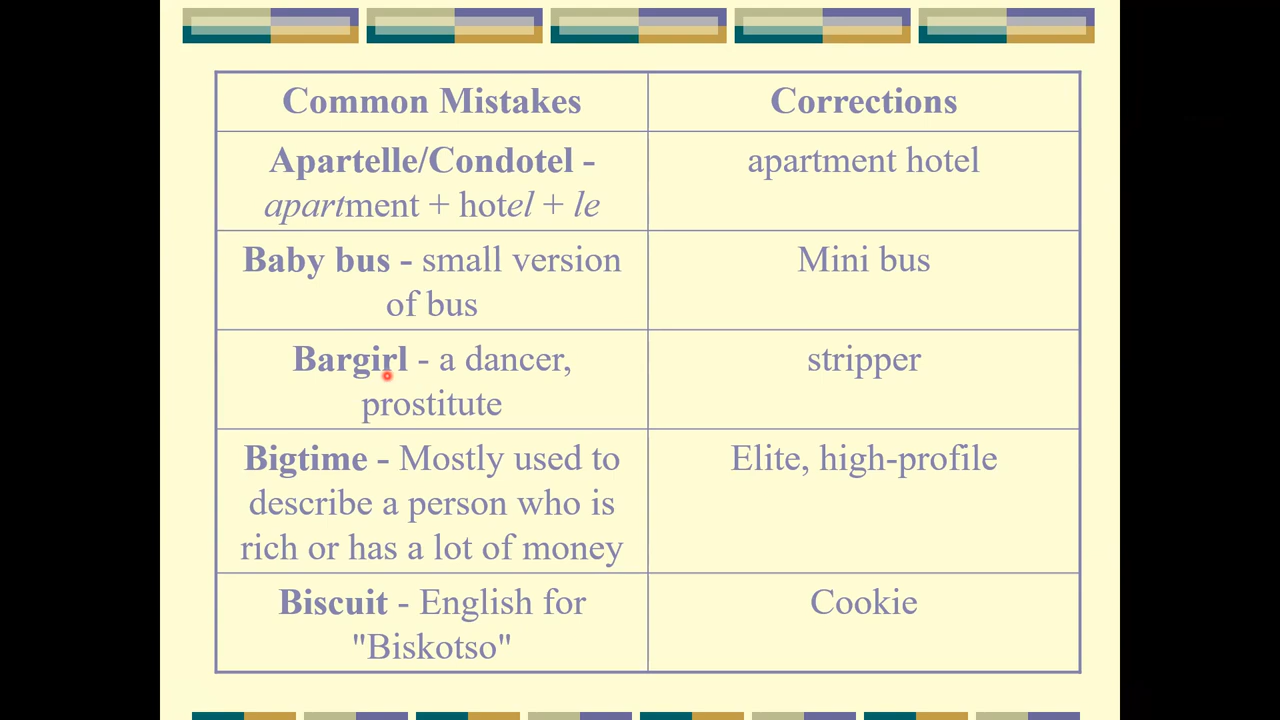 Common Mistakes
Corrections
Apartelle/Condotel -
apartment + hotel + le
apartment hotel
Baby bus - small version
of bus
Mini bus
Bargirl - a dancer,
prostitute
stripper
Bigtime - Mostly used to
describe a person who is
rich or has a lot of money
Elite, high-profile
Biscuit - English for
"Biskotso"
Cookie